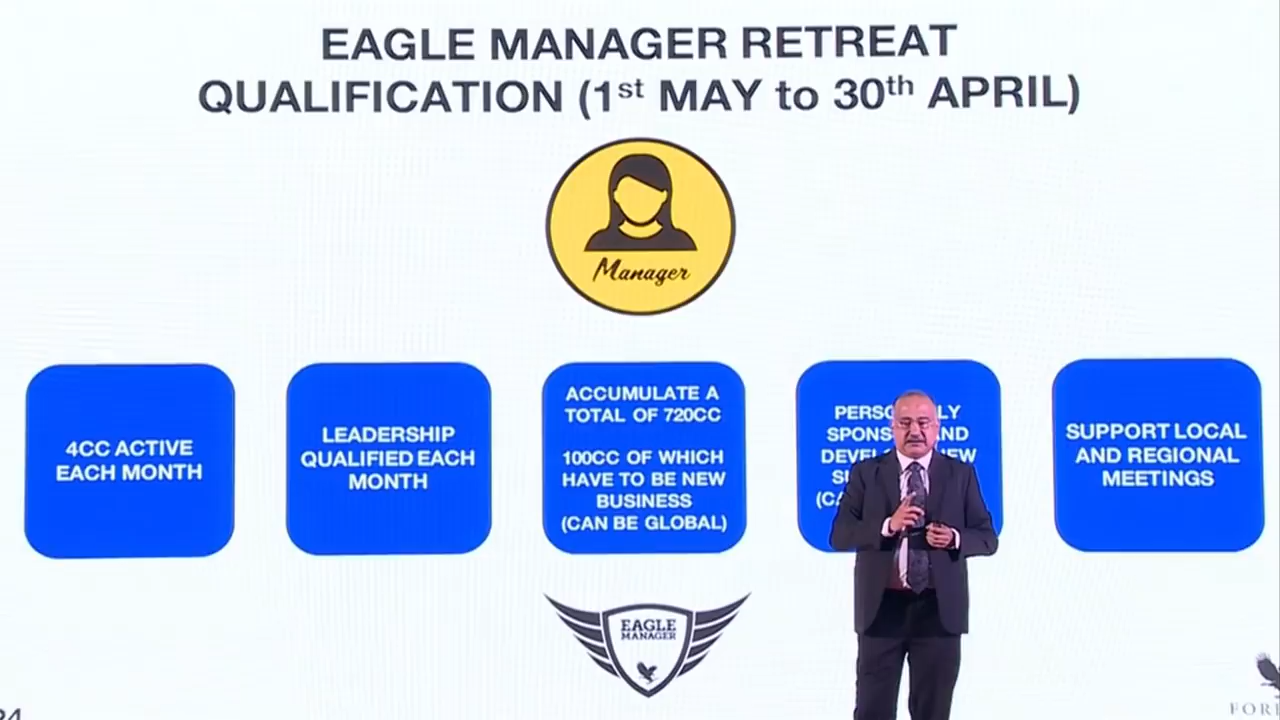 EAGLE MANAGER RETREAT
QUALIFICATION (1st MAY to 30th APRIL)
Manager
4CC ACTIVE
EACH MONTH
LEADERSHIP
QUALIFIED EACH
MONTH
ACCUMULATE A
TOTAL OF 720CC
100CC OF WHICH
HAVE TO BE NEW
BUSINESS
(CAN BE GLOBAL)
SUPPORT LOCAL
AND REGIONAL
MEETINGS
EAGLE
MANAGER